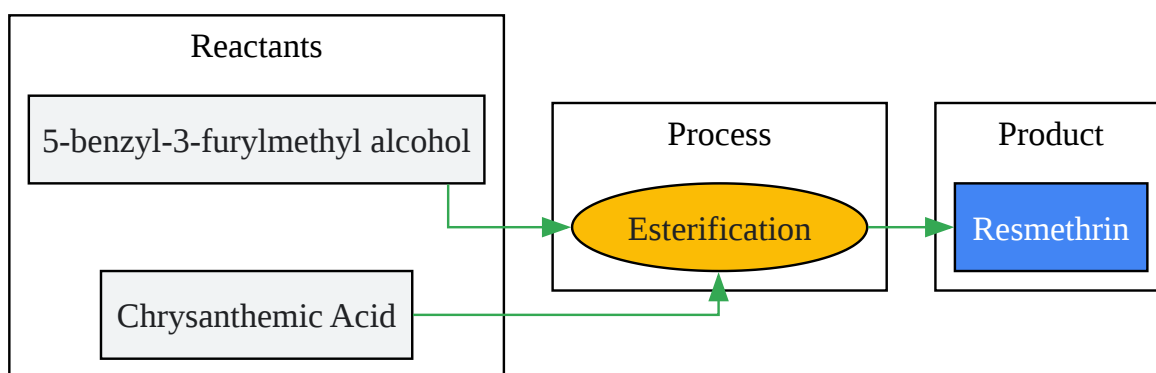 Reactants
5-benzyl-3-furylmethyl alcohol
Chrysanthemic Acid
Process
Esterification
Product
Resmethrin